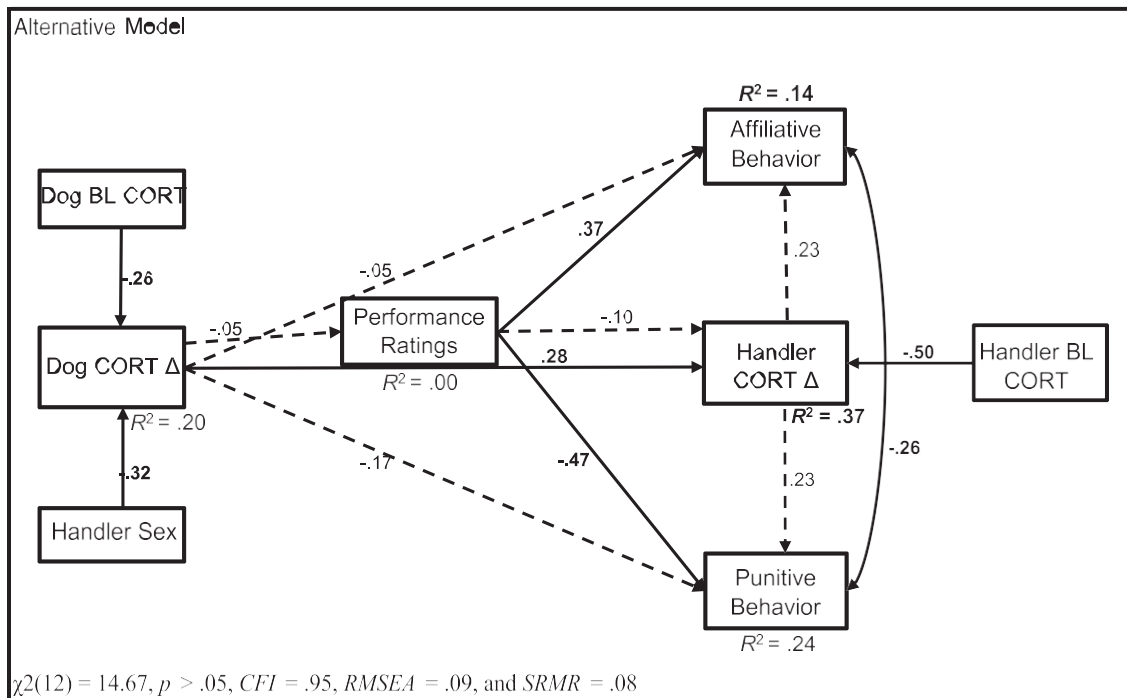 Alternative Model
R² = .14
Affiliative
Behavior
Dog BL CORT
.37
-.26
-.05
.23
-.05
Performance
Ratings
-.10
Dog CORT Δ
.28
Handler
CORT Δ
-.50
Handler BL
CORT
R² = .00
R² = .20
R² = .37
-.17
-.47
-.26
-.32
.23
Handler Sex
Punitive
Behavior
R² = .24
χ2(12) = 14.67, p > .05, CFI = .95, RMSEA = .09, and SRMR = .08